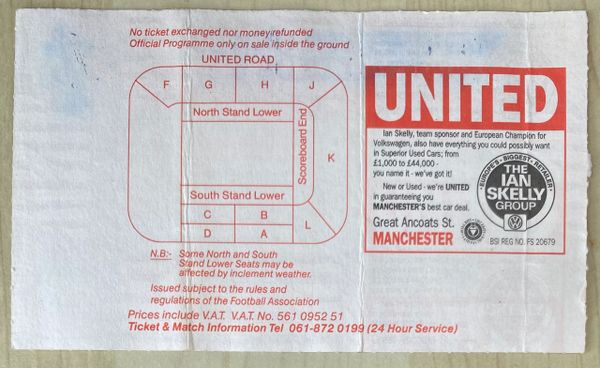 No ticket exchanged nor money refunded
Official Programme only on sale inside the ground
UNITED ROAD
F G H J
North Stand Lower
Scoreboard End
K
South Stand Lower
C B
D A
L
N.B:- Some North and South
Stand Lower Seats may be
affected by inclement weather.
Issued subject to the rules and
regulations of the Football Association
Prices include V.A.T. V.A.T. No. 561 0952 51
Ticket & Match Information Tel 061-872 0199 (24 Hour Service)
UNITED
Ian Skelly, team sponsor and European Champion for
Volkswagen, also have everything you could possibly want
in Superior Used Cars; from
£1,000 to £44,000 -
you name it - we've got it!
New or Used - we're UNITED
in guaranteeing you
MANCHESTER'S best car deal.
Great Ancoats St.
MANCHESTER
EUROPE'S BIGGEST RETAILER
THE
IAN
SKELLY
GROUP
BSI REG NO. FS 20679